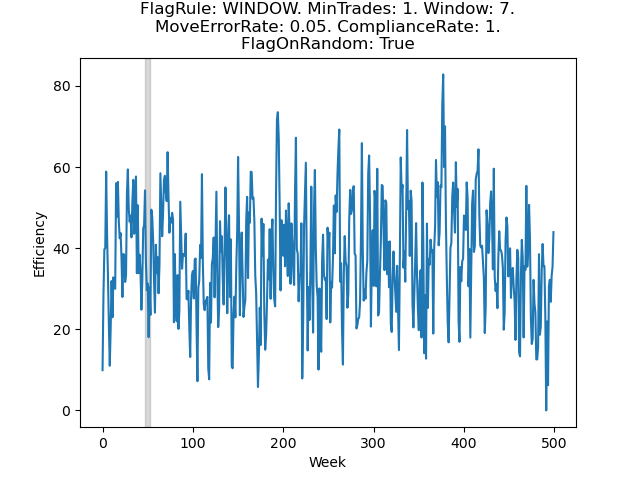 FlagRule: WINDOW. MinTrades: 1. Window: 7.
MoveErrorRate: 0.05. ComplianceRate: 1.
FlagOnRandom: True
80
60
40
20
0
Efficiency
0 100 200 300 400 500
Week